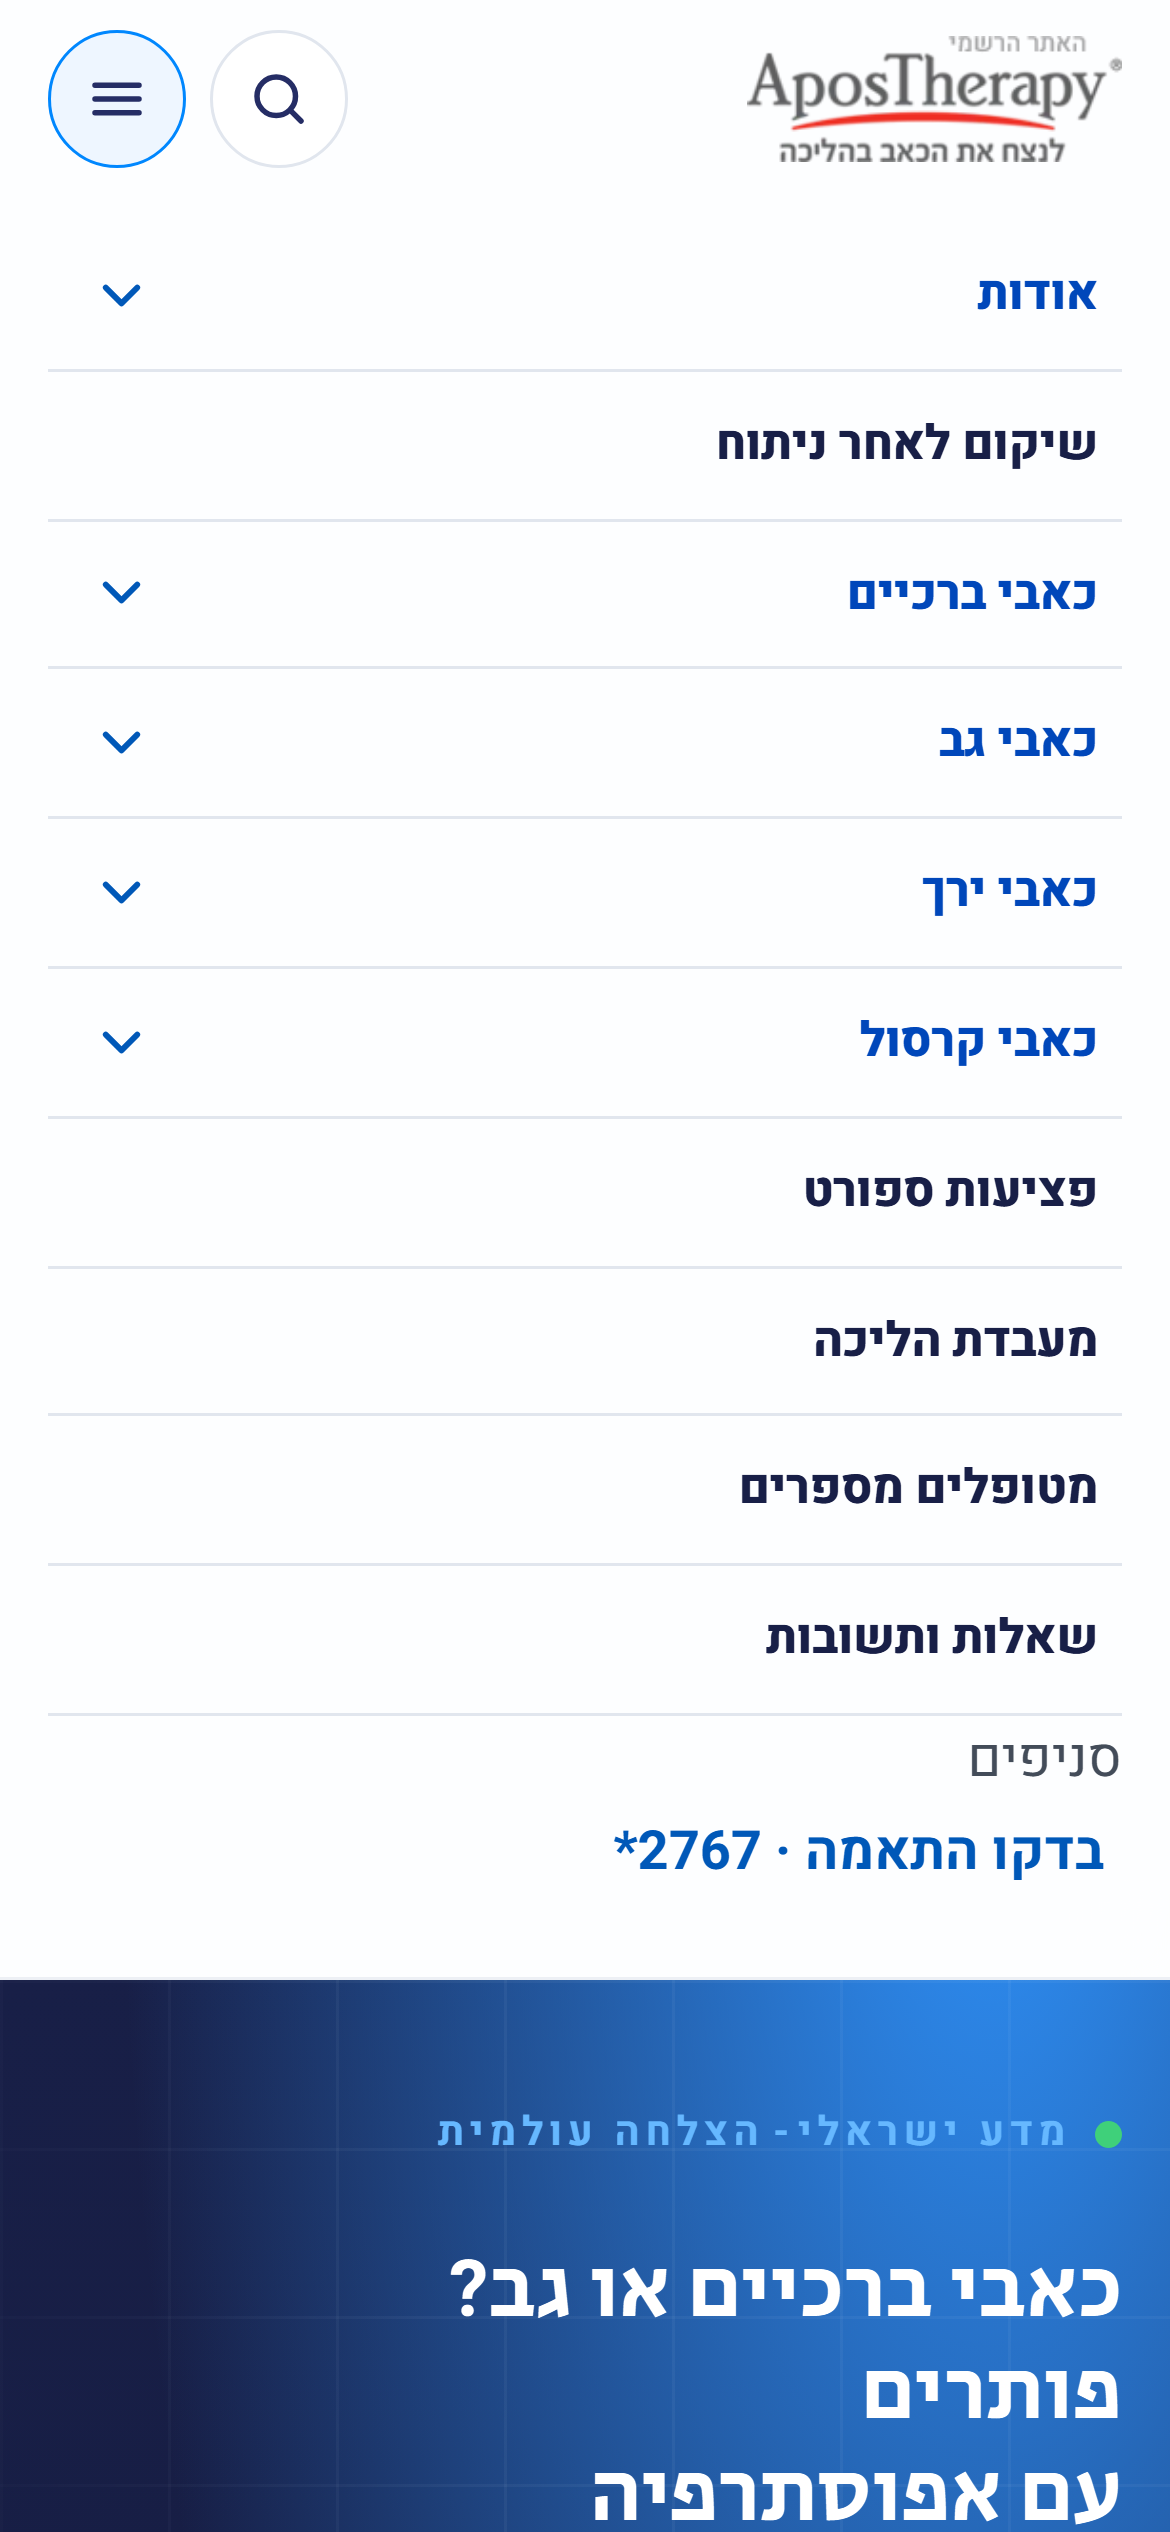 האתר הרשמי
AposTherapy®
לנצח את הכאב בהליכה
אודות
שיקום לאחר ניתוח
כאבי ברכיים
כאבי גב
כאבי ירך
כאבי קרסול
פציעות ספורט
מעבדת הליכה
מטופלים מספרים
שאלות ותשובות
סניפים
בדקו התאמה · 2767*
מדע ישראלי - הצלחה עולמית
כאבי ברכיים או גב?
פותרים
עם אפוסתרפיה